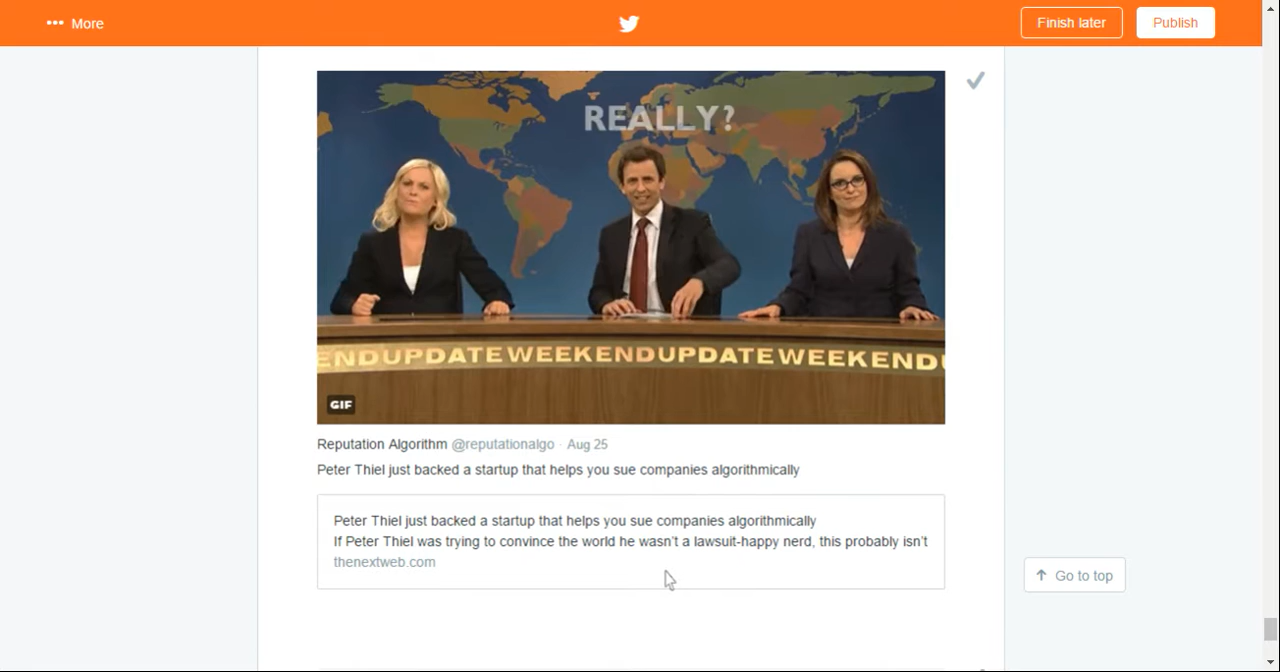 ••• More
Finish later
Publish
REALLY?
ENDUPDATEWEEKENDUPDATEWEEKENDU
GIF
Reputation Algorithm @reputationalgo · Aug 25
Peter Thiel just backed a startup that helps you sue companies algorithmically
Peter Thiel just backed a startup that helps you sue companies algorithmically
If Peter Thiel was trying to convince the world he wasn't a lawsuit-happy nerd, this probably isn't
thenextweb.com
↑ Go to top